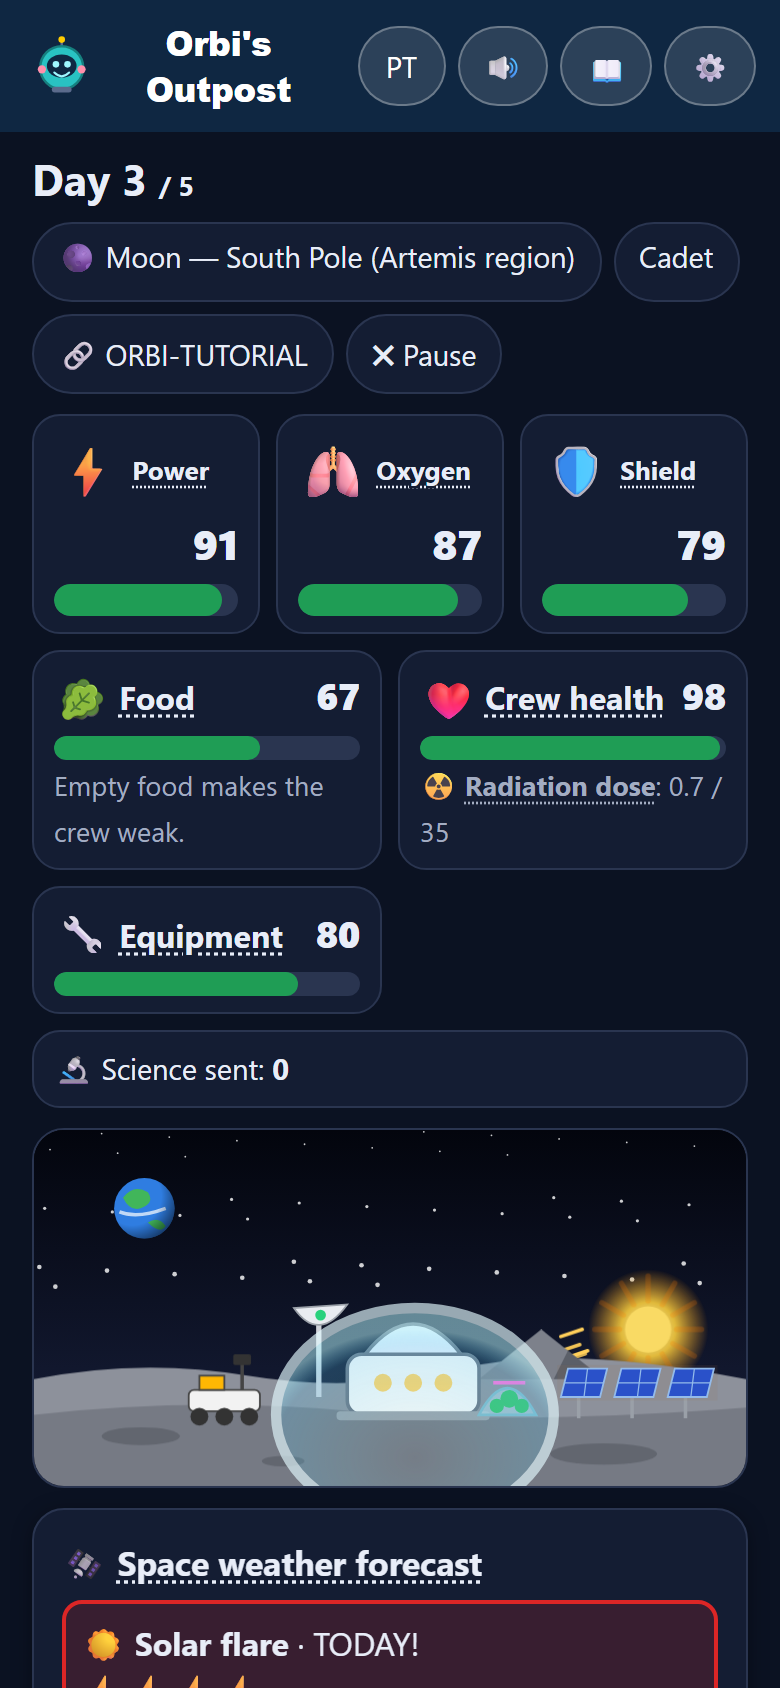 Orbi's
Outpost
PT
Day 3 / 5
Moon — South Pole (Artemis region)
Cadet
ORBI-TUTORIAL
Pause
Power
91
Oxygen
87
Shield
79
Food 67
Empty food makes the
crew weak.
Crew health 98
Radiation dose: 0.7 /
35
Equipment 80
Science sent: 0
Space weather forecast
Solar flare · TODAY!